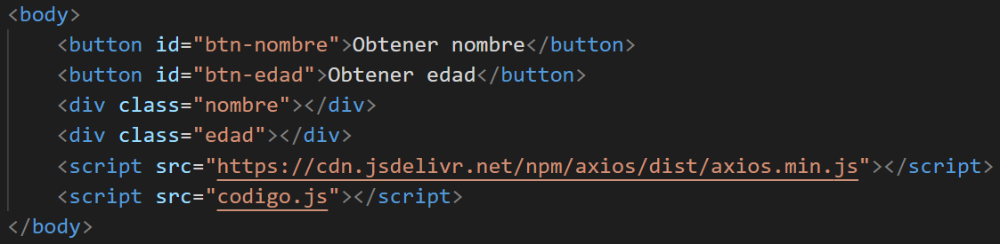 <body>
<button id="btn-nombre">Obtener nombre</button>
<button id="btn-edad">Obtener edad</button>
<div class="nombre"></div>
<div class="edad"></div>
<script src="https://cdn.jsdelivr.net/npm/axios/dist/axios.min.js"></script>
<script src="codigo.js"></script>
</body>